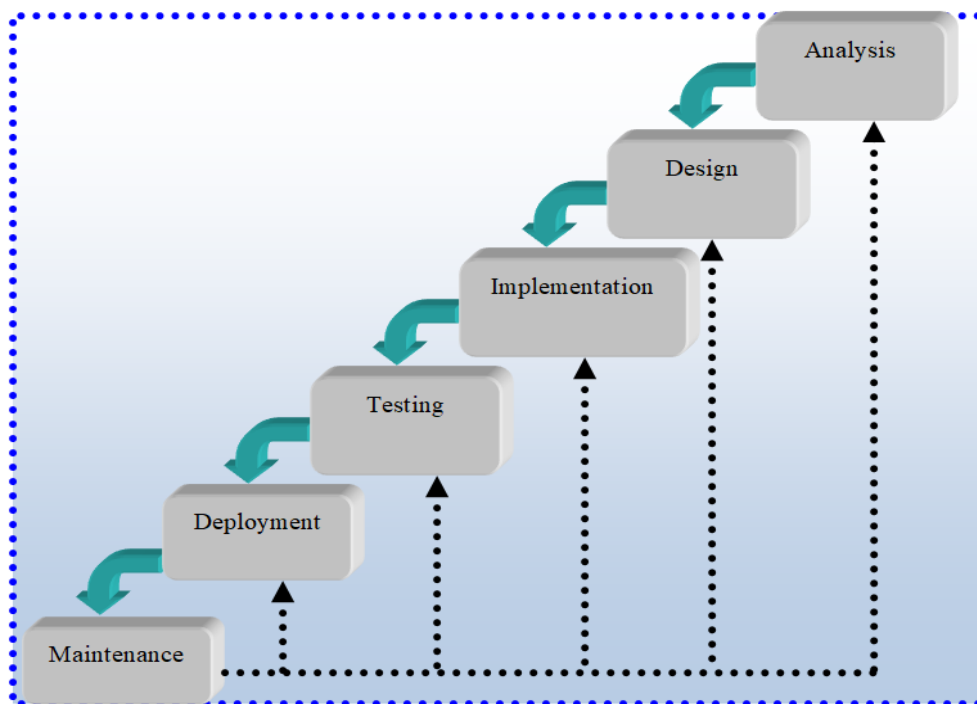 Analysis
Design
Implementation
Testing
Deployment
Maintenance